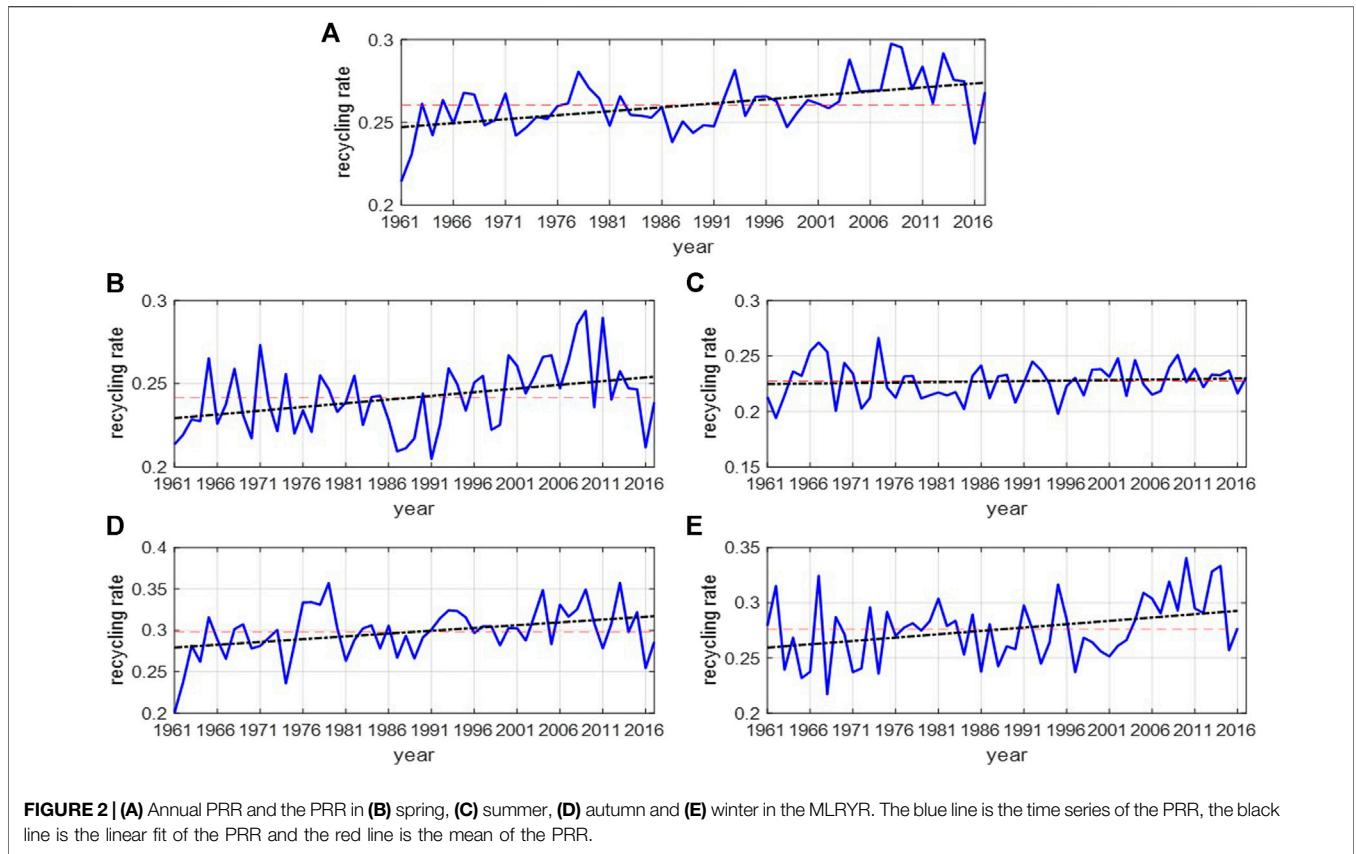 A
0.3
0.25
0.2
recycling rate
1961 1966 1971 1976 1981 1986 1991 1996 2001 2006 2011 2016
year
B
0.3
0.25
0.2
recycling rate
1961 1966 1971 1976 1981 1986 1991 1996 2001 2006 2011 2016
year
C
0.3
0.25
0.2
0.15
recycling rate
1961 1966 1971 1976 1981 1986 1991 1996 2001 2006 2011 2016
year
D
0.4
0.35
0.3
0.25
0.2
recycling rate
1961 1966 1971 1976 1981 1986 1991 1996 2001 2006 2011 2016
year
E
0.35
0.3
0.25
0.2
recycling rate
1961 1966 1971 1976 1981 1986 1991 1996 2001 2006 2011 2016
year
FIGURE 2 | (A) Annual PRR and the PRR in (B) spring, (C) summer, (D) autumn and (E) winter in the MLRYR. The blue line is the time series of the PRR, the black
line is the linear fit of the PRR and the red line is the mean of the PRR.